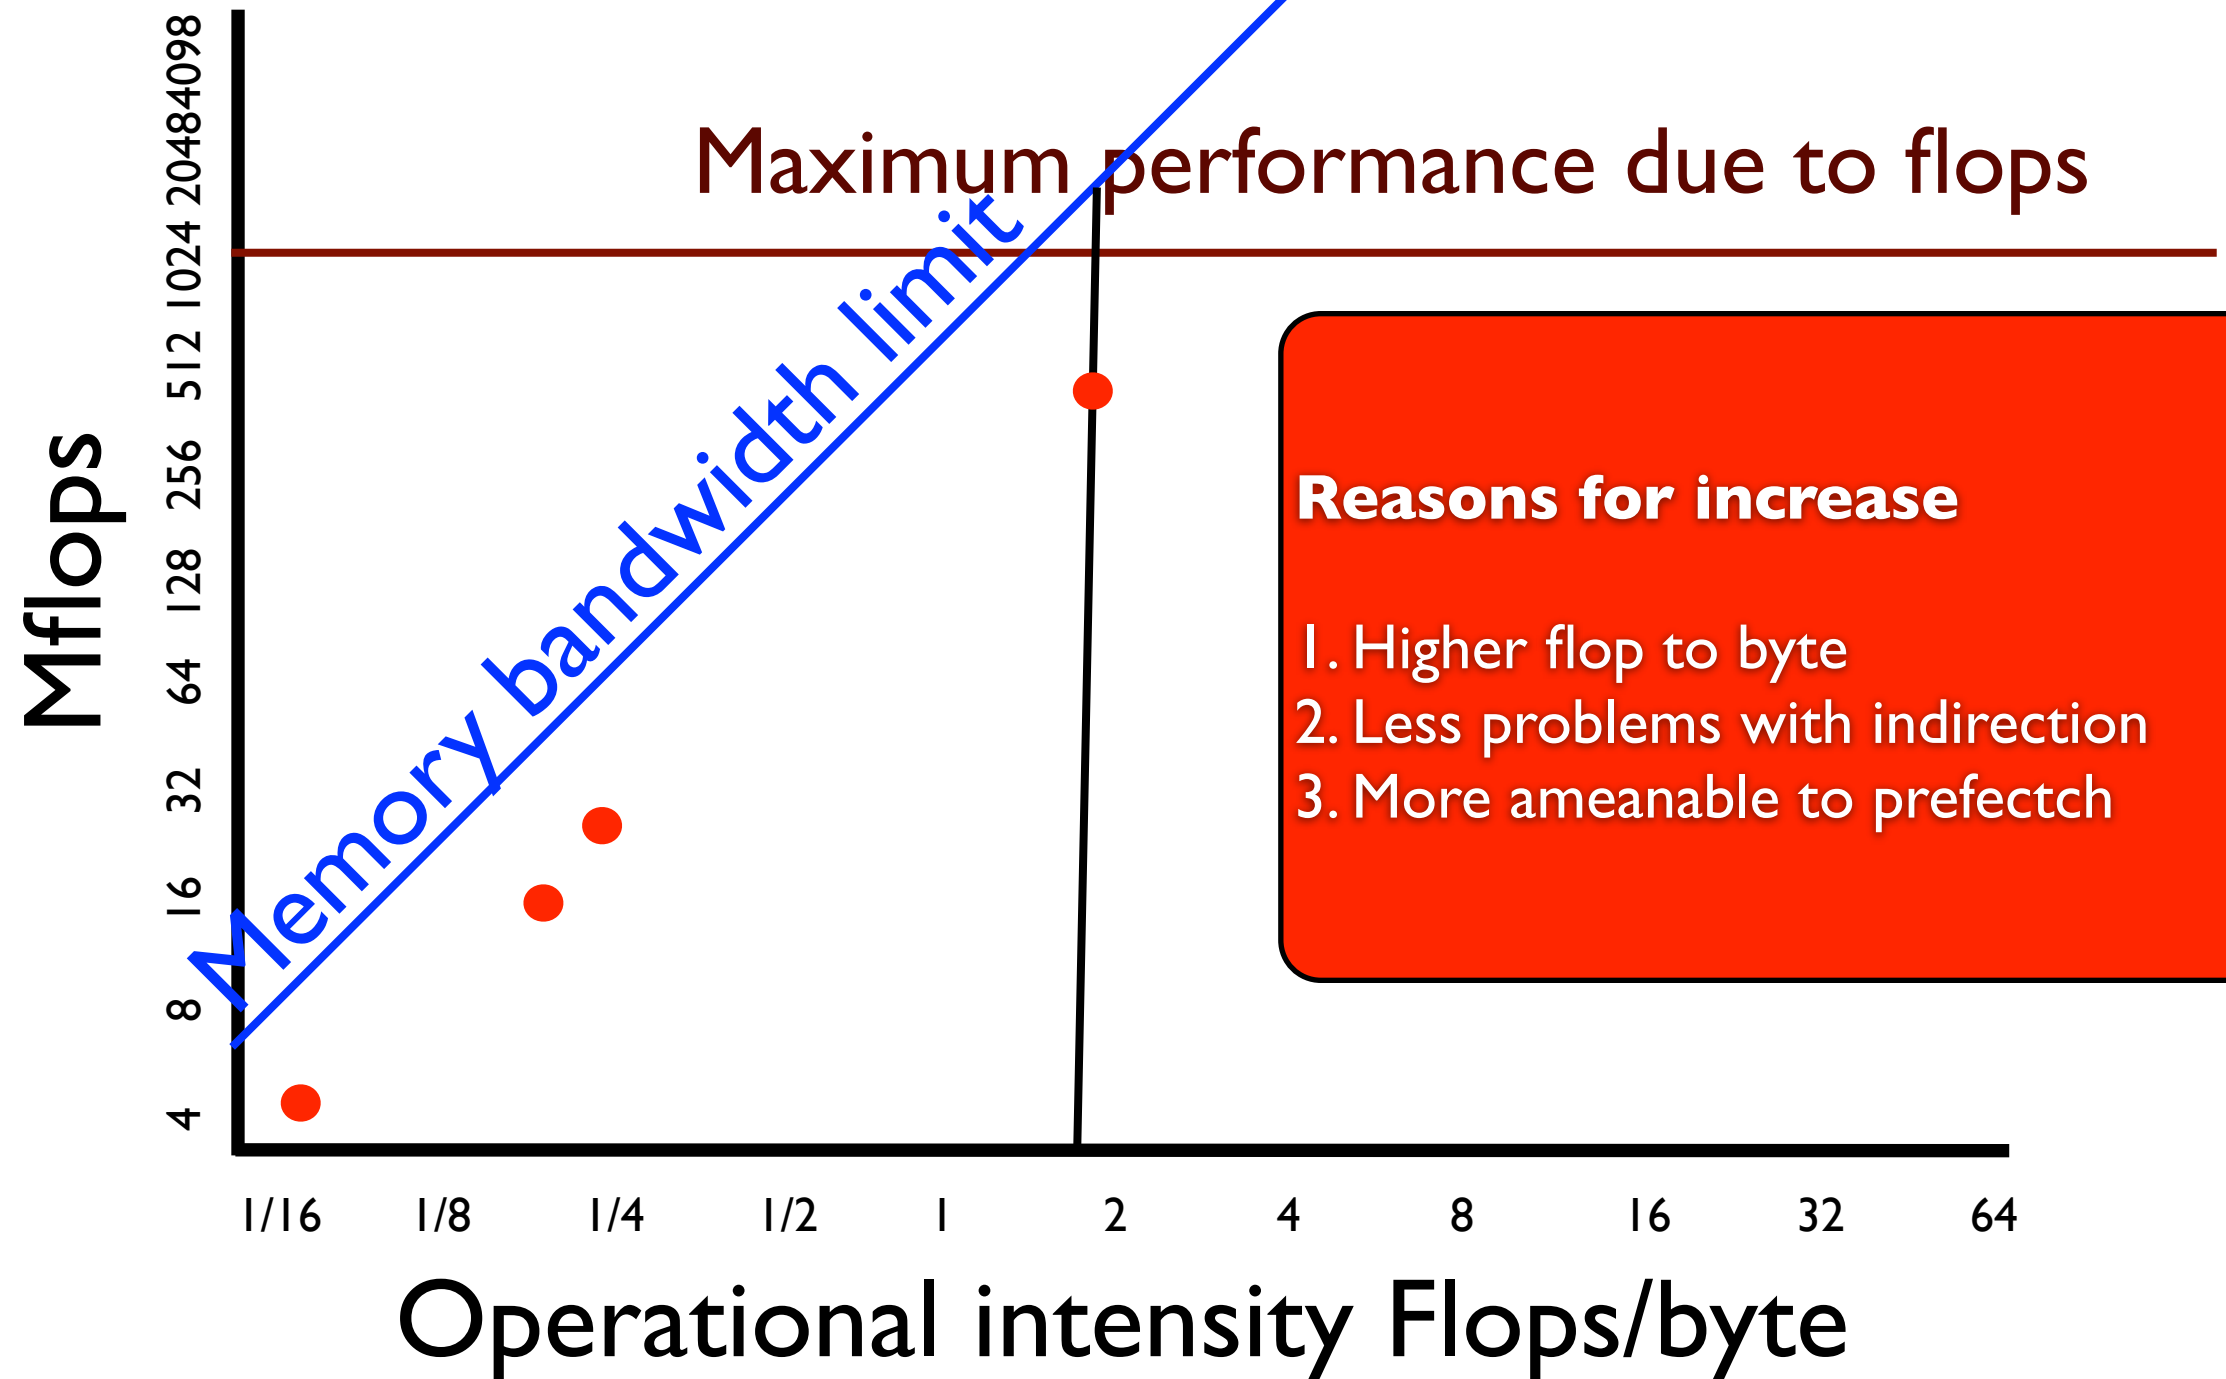 Maximum performance due to flops
Memory bandwidth limit
Mflops
4098
2048
1024
512
256
128
64
32
16
8
4
Reasons for increase
1. Higher flop to byte
2. Less problems with indirection
3. More ameanable to prefectch
1/16 1/8 1/4 1/2 1 2 4 8 16 32 64
Operational intensity Flops/byte